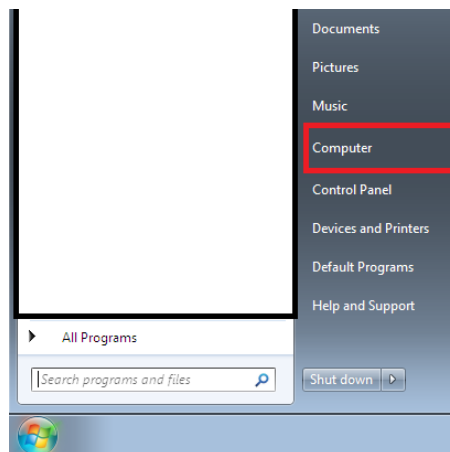 Documents
Pictures
Music
Computer
Control Panel
Devices and Printers
Default Programs
Help and Support
All Programs
Search programs and files
Shut down